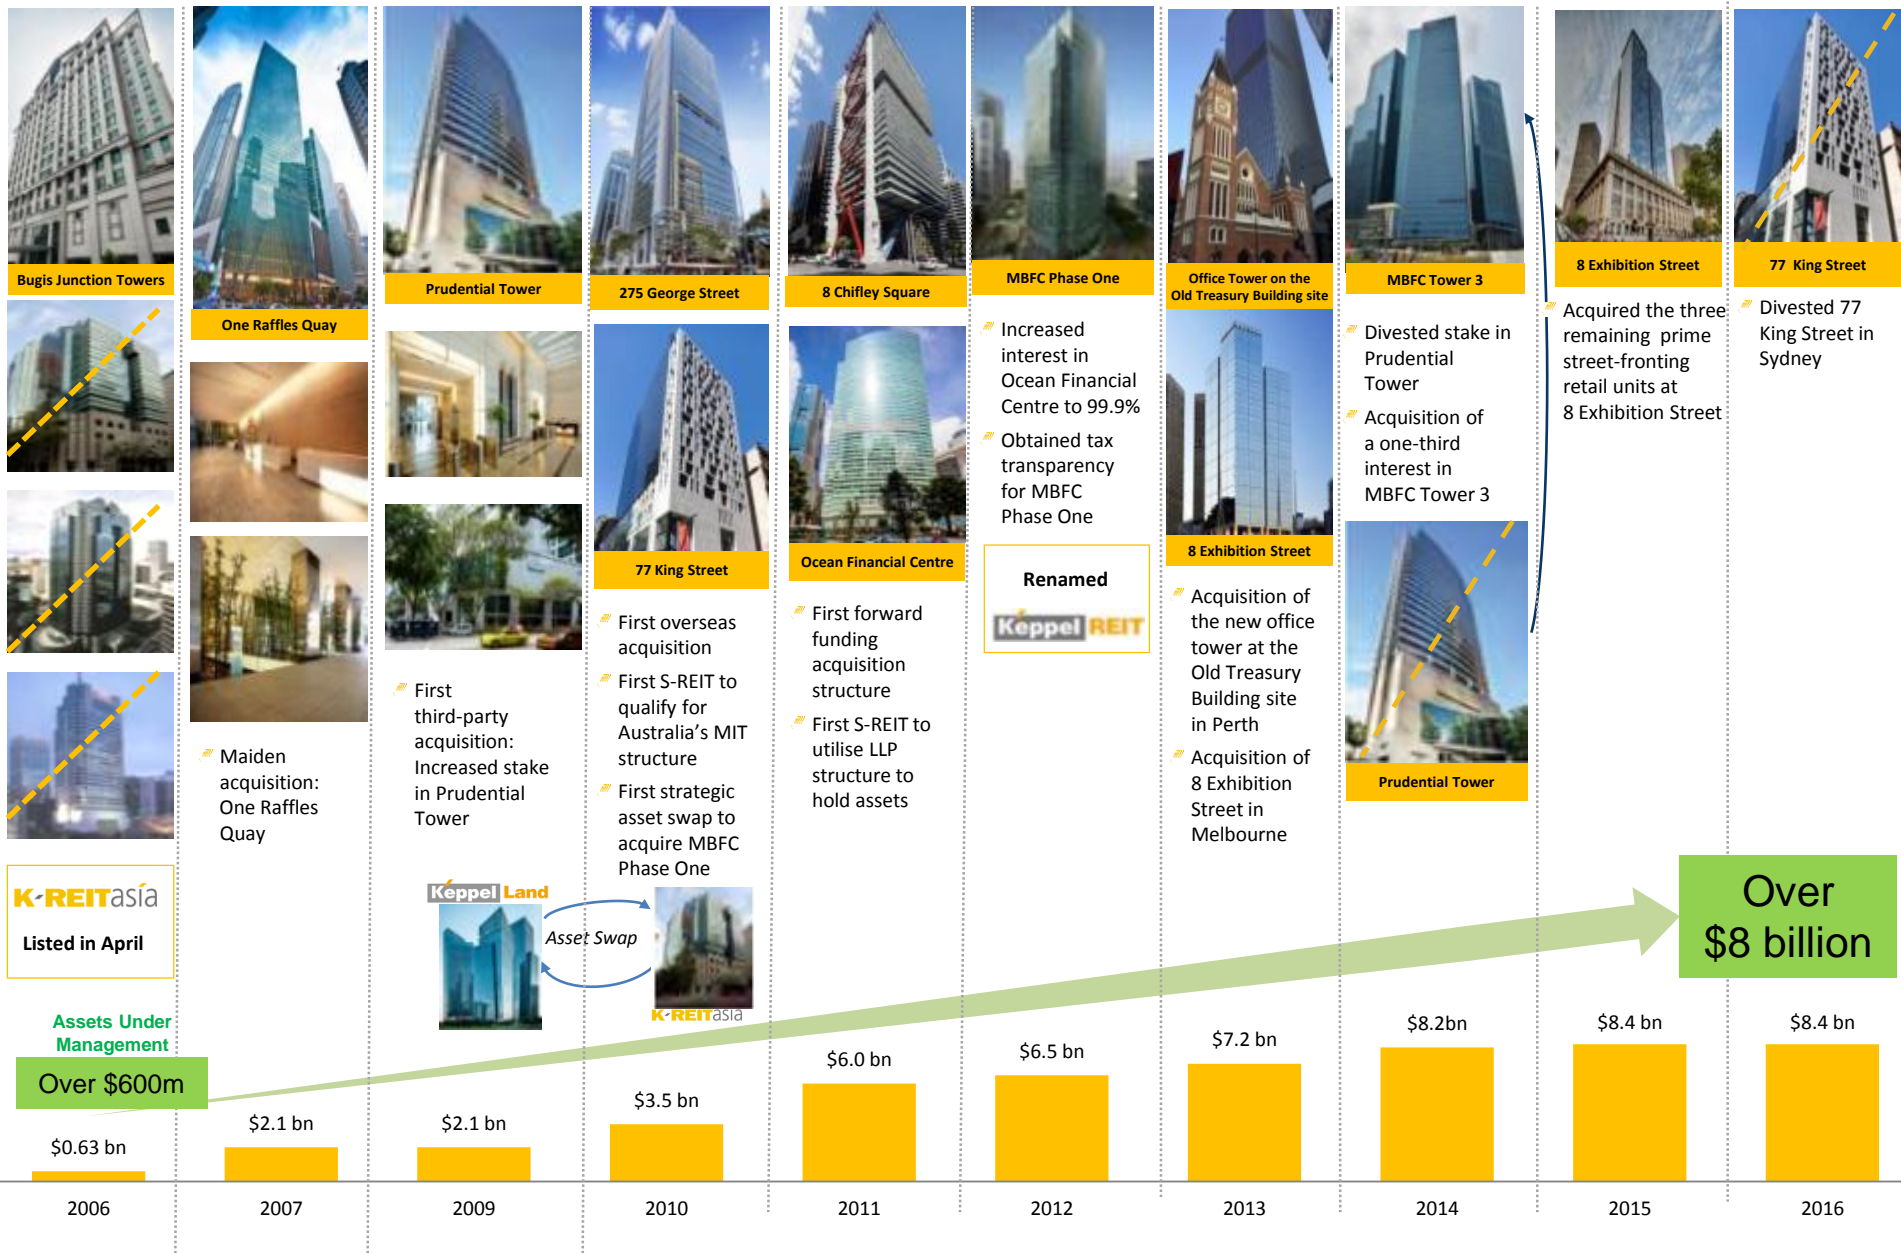 Bugis Junction Towers
K-REITasia
Listed in April
Assets Under
Management
Over $600m
$0.63 bn
2006
One Raffles Quay
Maiden
acquisition:
One Raffles
Quay
$2.1 bn
2007
Prudential Tower
First
third-party
acquisition:
Increased stake
in Prudential
Tower
Keppel Land
Asset Swap
K-REITasia
$2.1 bn
2009
275 George Street
77 King Street
First overseas
acquisition
First S-REIT to
qualify for
Australia’s MIT
structure
First strategic
asset swap to
acquire MBFC
Phase One
$3.5 bn
2010
8 Chifley Square
Ocean Financial Centre
First forward
funding
acquisition
structure
First S-REIT to
utilise LLP
structure to
hold assets
$6.0 bn
2011
MBFC Phase One
Increased
interest in
Ocean Financial
Centre to 99.9%
Obtained tax
transparency
for MBFC
Phase One
Renamed
Keppel REIT
$6.5 bn
2012
Office Tower on the
Old Treasury Building site
8 Exhibition Street
Acquisition of
the new office
tower at the
Old Treasury
Building site
in Perth
Acquisition of
8 Exhibition
Street in
Melbourne
$7.2 bn
2013
MBFC Tower 3
Divested stake in
Prudential
Tower
Acquisition of
a one-third
interest in
MBFC Tower 3
Prudential Tower
$8.2bn
2014
8 Exhibition Street
Acquired the three
remaining prime
street-fronting
retail units at
8 Exhibition Street
$8.4 bn
2015
77 King Street
Divested 77
King Street in
Sydney
Over
$8 billion
$8.4 bn
2016